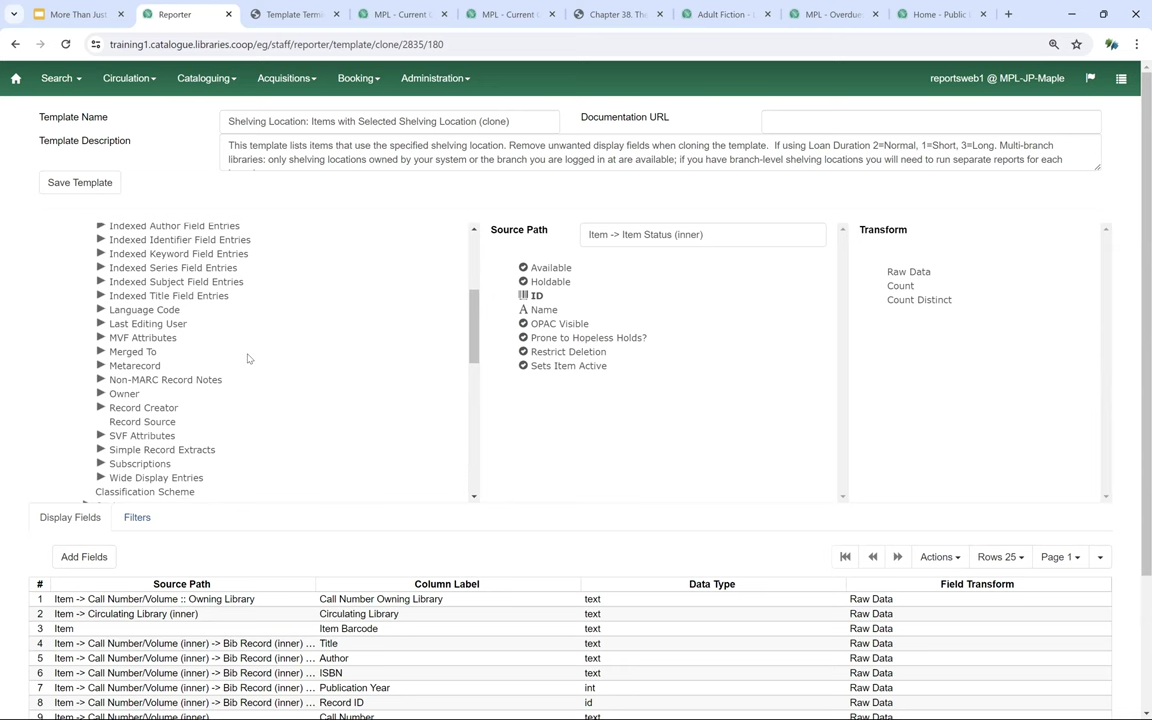 More Than Just
Reporter
Template Termi
MPL - Current C
MPL - Current C
Chapter 38. The
Adult Fiction -
MPL - Overdue
Home - Public
training1.catalogue.libraries.coop/eg/staff/reporter/template/clone/2835/180
Search Circulation Cataloguing Acquisitions Booking Administration reportsweb1 @ MPL-JP-Maple
Template Name Shelving Location: Items with Selected Shelving Location (clone) Documentation URL
Template Description This template lists items that use the specified shelving location. Remove unwanted display fields when cloning the template. If using Loan Duration 2=Normal, 1=Short, 3=Long. Multi-branch
libraries: only shelving locations owned by your system or the branch you are logged in at are available; if you have branch-level shelving locations you will need to run separate reports for each
Save Template
Indexed Author Field Entries
Indexed Identifier Field Entries
Indexed Keyword Field Entries
Indexed Series Field Entries
Indexed Subject Field Entries
Indexed Title Field Entries
Language Code
Last Editing User
MVF Attributes
Merged To
Metarecord
Non-MARC Record Notes
Owner
Record Creator
Record Source
SVF Attributes
Simple Record Extracts
Subscriptions
Wide Display Entries
Classification Scheme
Source Path Item -> Item Status (inner)
Available
Holdable
ID
Name
OPAC Visible
Prone to Hopeless Holds?
Restrict Deletion
Sets Item Active
Transform
Raw Data
Count
Count Distinct
Display Fields Filters
Add Fields Actions Rows 25 Page 1
# Source Path Column Label Data Type Field Transform
1 Item -> Call Number/Volume :: Owning Library Call Number Owning Library text Raw Data
2 Item -> Circulating Library (inner) Circulating Library text Raw Data
3 Item Item Barcode text Raw Data
4 Item -> Call Number/Volume (inner) -> Bib Record (inner) ... Title text Raw Data
5 Item -> Call Number/Volume (inner) -> Bib Record (inner) ... Author text Raw Data
6 Item -> Call Number/Volume (inner) -> Bib Record (inner) ... ISBN text Raw Data
7 Item -> Call Number/Volume (inner) -> Bib Record (inner) ... Publication Year int Raw Data
8 Item -> Call Number/Volume (inner) -> Bib Record (inner) ... Record ID id Raw Data
9 Item -> Call Number/Volume (inner) Call Number text Raw Data